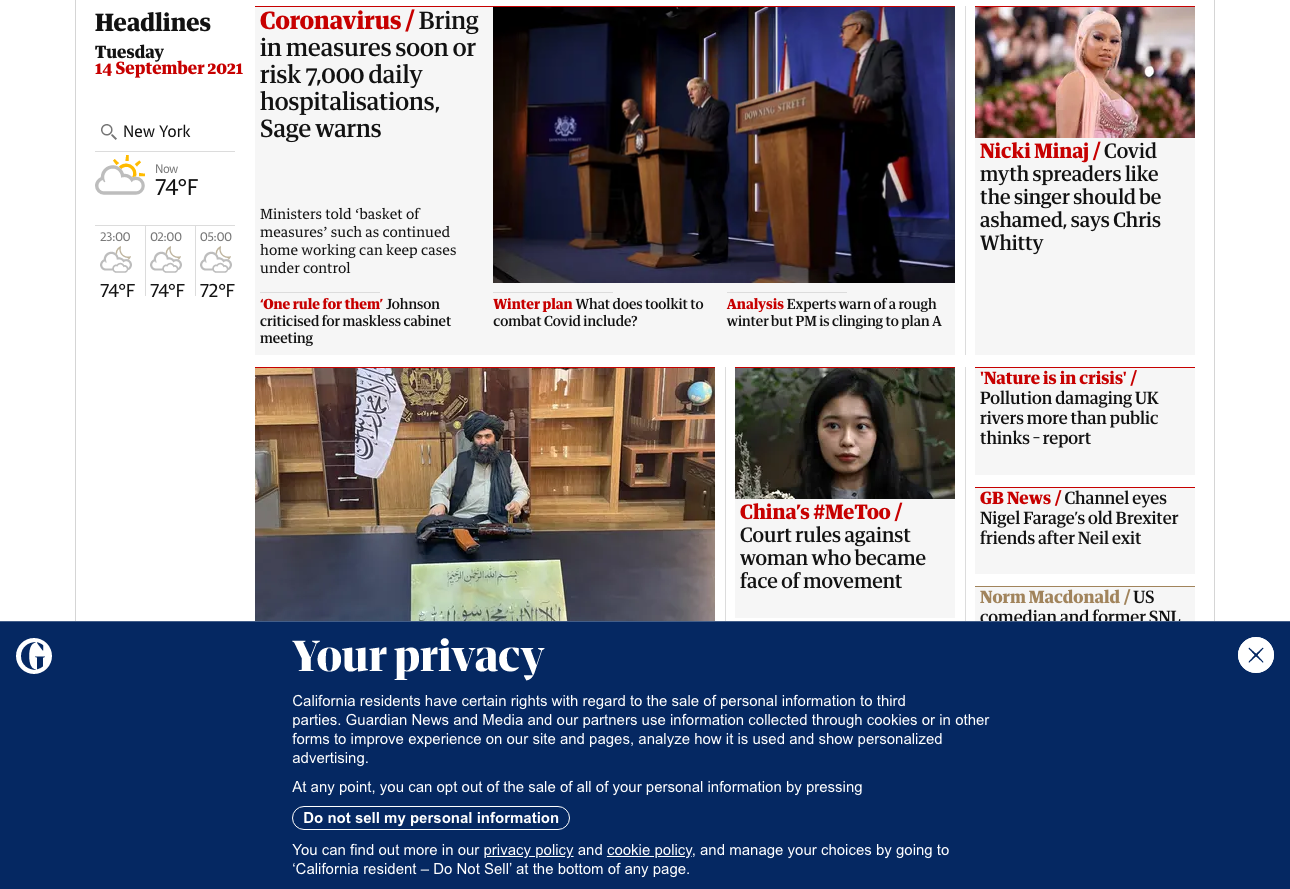 Headlines
Tuesday
14 September 2021
New York
Now
74°F
23:00
02:00
05:00
74°F
74°F
72°F
Coronavirus / Bring
in measures soon or
risk 7,000 daily
hospitalisations,
Sage warns
Ministers told ‘basket of
measures’ such as continued
home working can keep cases
under control
DOWNING STREET
‘One rule for them’ Johnson
criticised for maskless cabinet
meeting
Winter plan What does toolkit to
combat Covid include?
Analysis Experts warn of a rough
winter but PM is clinging to plan A
Nicki Minaj / Covid
myth spreaders like
the singer should be
ashamed, says Chris
Whitty
China’s #MeToo /
Court rules against
woman who became
face of movement
'Nature is in crisis' /
Pollution damaging UK
rivers more than public
thinks – report
GB News / Channel eyes
Nigel Farage’s old Brexiter
friends after Neil exit
Norm Macdonald / US
comedian and former SNL
Your privacy
California residents have certain rights with regard to the sale of personal information to third
parties. Guardian News and Media and our partners use information collected through cookies or in other
forms to improve experience on our site and pages, analyze how it is used and show personalized
advertising.
At any point, you can opt out of the sale of all of your personal information by pressing
Do not sell my personal information
You can find out more in our privacy policy and cookie policy, and manage your choices by going to
‘California resident – Do Not Sell’ at the bottom of any page.